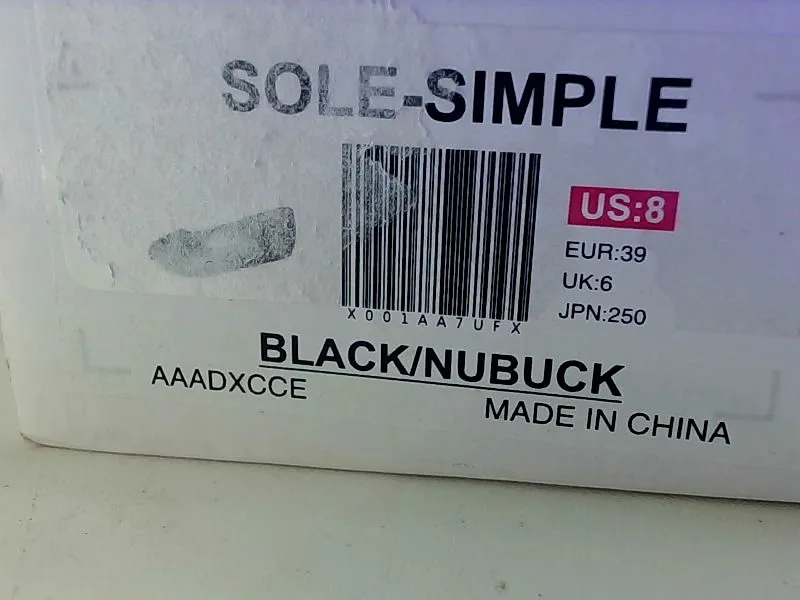 SOLE-SIMPLE
US:8
EUR:39
UK:6
JPN:250
X001AA7UFX
BLACK/NUBUCK
AAADXCCE
MADE IN CHINA